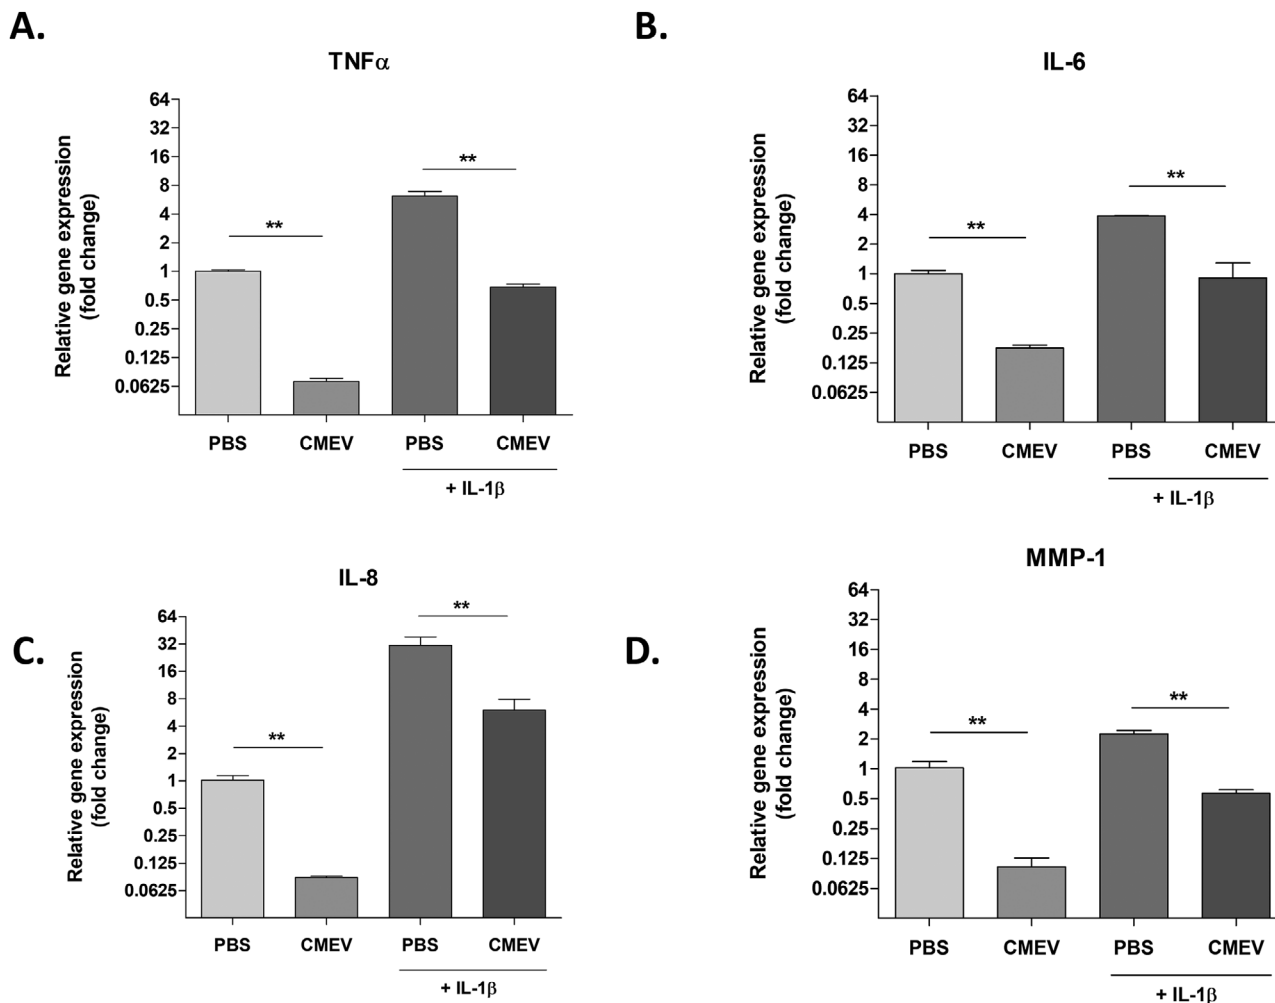 A.
TNFα
Relative gene expression
(fold change)
64
32
16
8
4
2
1
0.5
0.25
0.125
0.0625
**
**
PBS
CMEV
PBS
CMEV
+ IL-1β
B.
IL-6
Relative gene expression
(fold change)
64
32
16
8
4
2
1
0.5
0.25
0.125
0.0625
**
**
PBS
CMEV
PBS
CMEV
+ IL-1β
C.
IL-8
Relative gene expression
(fold change)
64
32
16
8
4
2
1
0.5
0.25
0.125
0.0625
**
**
PBS
CMEV
PBS
CMEV
+ IL-1β
D.
MMP-1
Relative gene expression
(fold change)
64
32
16
8
4
2
1
0.5
0.25
0.125
0.0625
**
**
PBS
CMEV
PBS
CMEV
+ IL-1β